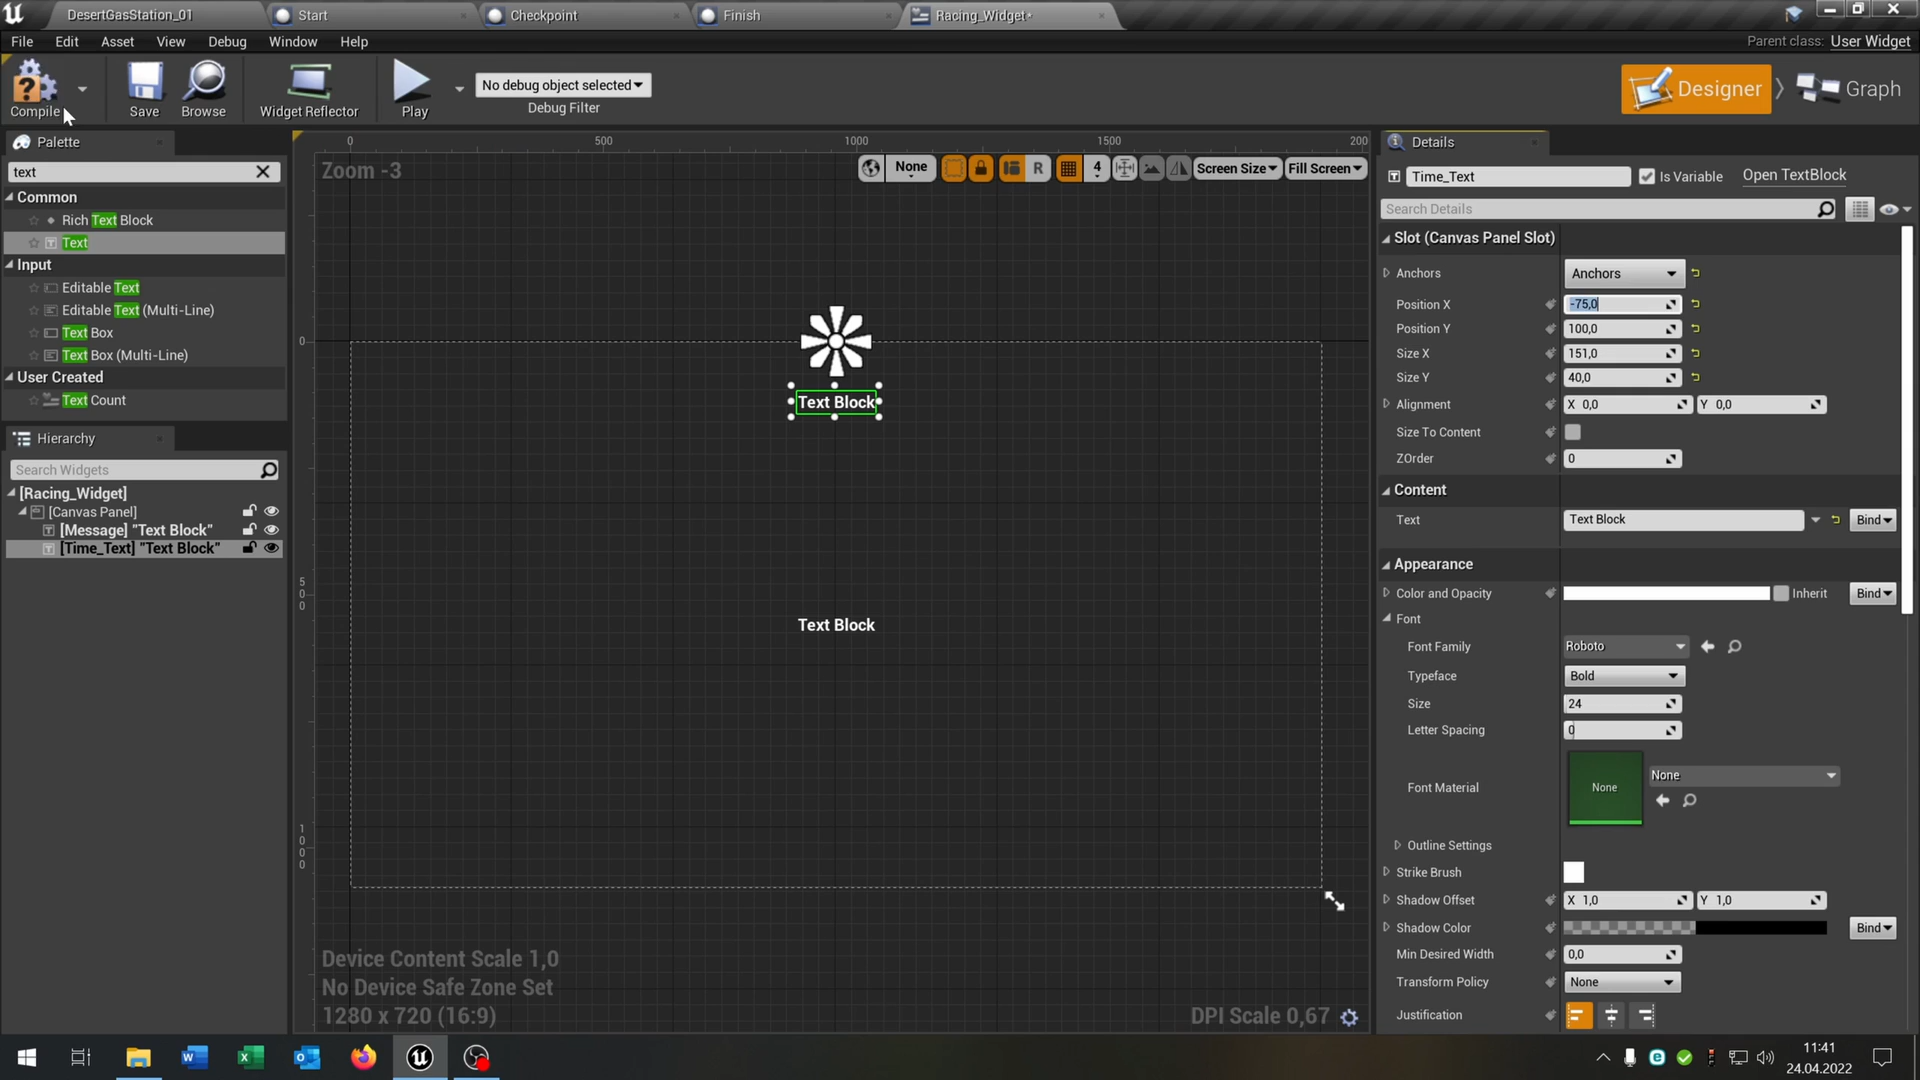 DesertGasStation_01
Start
Checkpoint
Finish
Racing_Widget*
File
Edit
Asset
View
Debug
Window
Help
Parent class: User Widget
Compile
Save
Browse
Widget Reflector
Play
No debug object selected
Debug Filter
Designer
Graph
Palette
text
Common
Rich Text Block
Text
Input
Editable Text
Editable Text (Multi-Line)
Text Box
Text Box (Multi-Line)
User Created
Text Count
Hierarchy
Search Widgets
[Racing_Widget]
[Canvas Panel]
[Message] "Text Block"
[Time_Text] "Text Block"
0
500
1000
1500
200
Zoom -3
None
R
4
Screen Size
Fill Screen
0
Text Block
5
0
0
Text Block
1
0
0
0
Device Content Scale 1,0
No Device Safe Zone Set
1280 x 720 (16:9)
DPI Scale 0,67
Details
Time_Text
Is Variable
Open TextBlock
Search Details
Slot (Canvas Panel Slot)
Anchors
Anchors
Position X
-75,0
Position Y
100,0
Size X
151,0
Size Y
40,0
Alignment
X 0,0
Y 0,0
Size To Content
ZOrder
0
Content
Text
Text Block
Bind
Appearance
Color and Opacity
Inherit
Bind
Font
Font Family
Roboto
Typeface
Bold
Size
24
Letter Spacing
0
Font Material
None
None
Outline Settings
Strike Brush
Shadow Offset
X 1,0
Y 1,0
Shadow Color
Bind
Min Desired Width
0,0
Transform Policy
None
Justification
11:41
24.04.2022